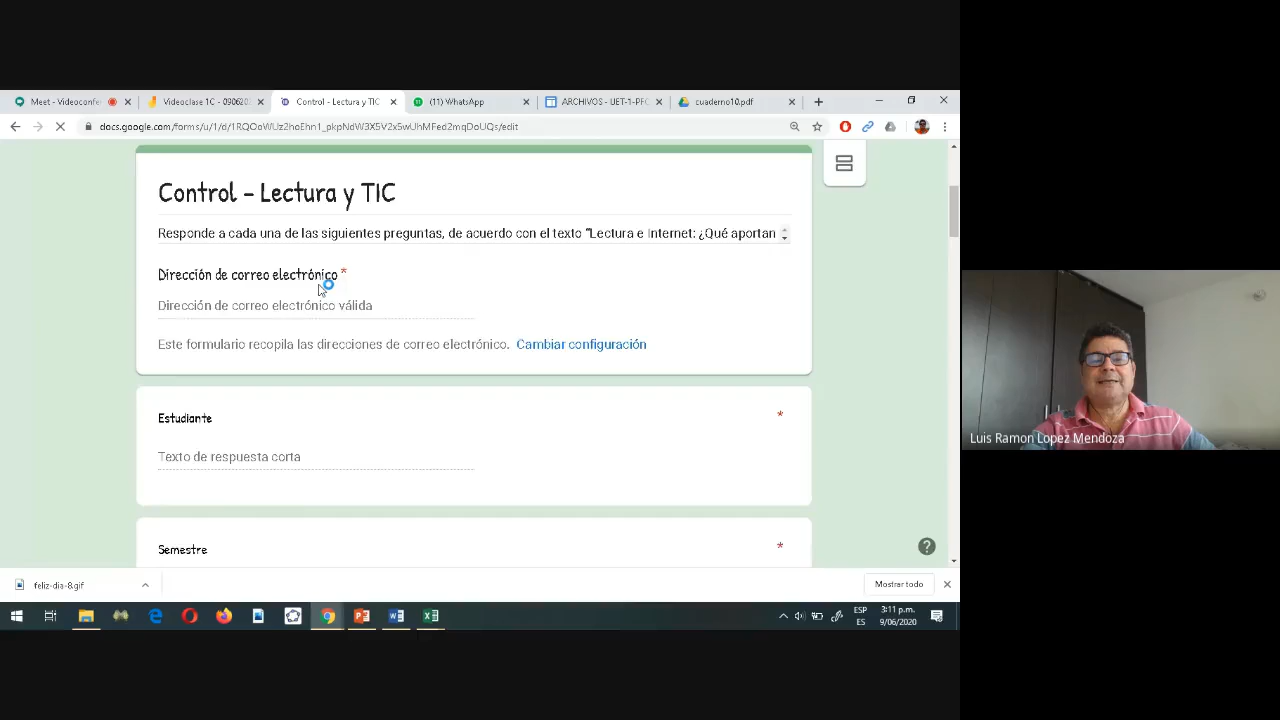 Meet - Videoconfe
Videoclase 1C - 090620
Control - Lectura y TIC
(11) WhatsApp
ARCHIVOS - UET-1-PFC
cuaderno10.pdf
docs.google.com/forms/u/1/d/1RQOoWUz2hoEhn1_pkpNdW3X5V2x5wUhMFed2mqDoUQs/edit
Control - Lectura y TIC
Responde a cada una de las siguientes preguntas, de acuerdo con el texto "Lectura e Internet: ¿Qué aportan
Dirección de correo electrónico *
Dirección de correo electrónico válida
Este formulario recopila las direcciones de correo electrónico. Cambiar configuración
Estudiante *
Texto de respuesta corta
Semestre *
Luis Ramon Lopez Mendoza
feliz-dia-8.gif
Mostrar todo
ESP
ES
3:11 p.m.
9/06/2020